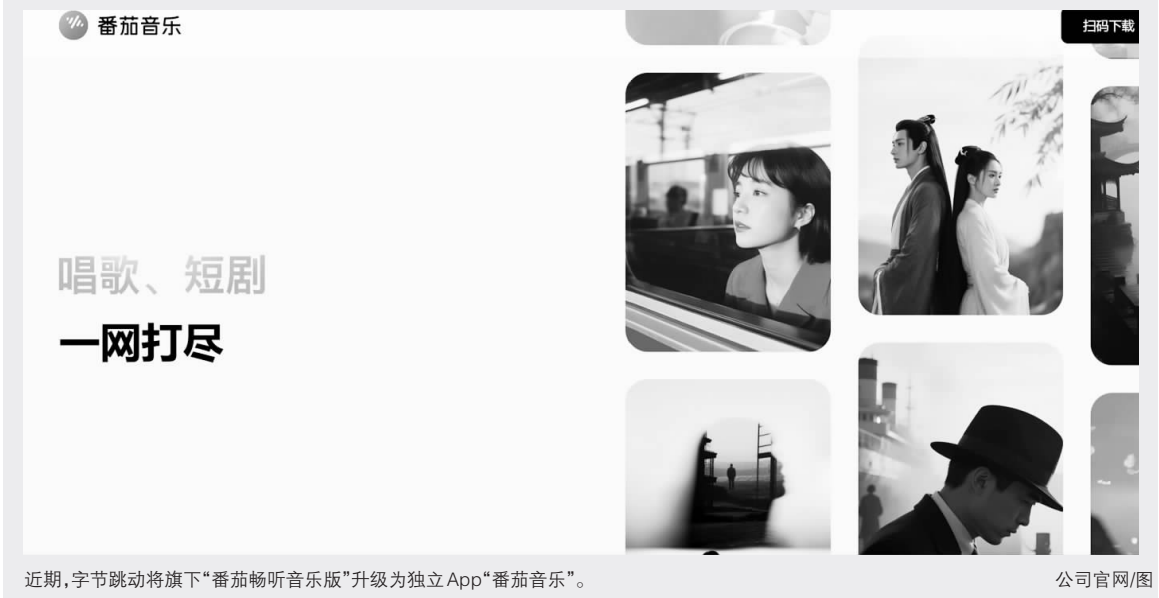 番茄音乐
扫码下载
唱歌、短剧
一网打尽
近期,字节跳动将旗下“番茄畅听音乐版”升级为独立App“番茄音乐”。
公司官网/图